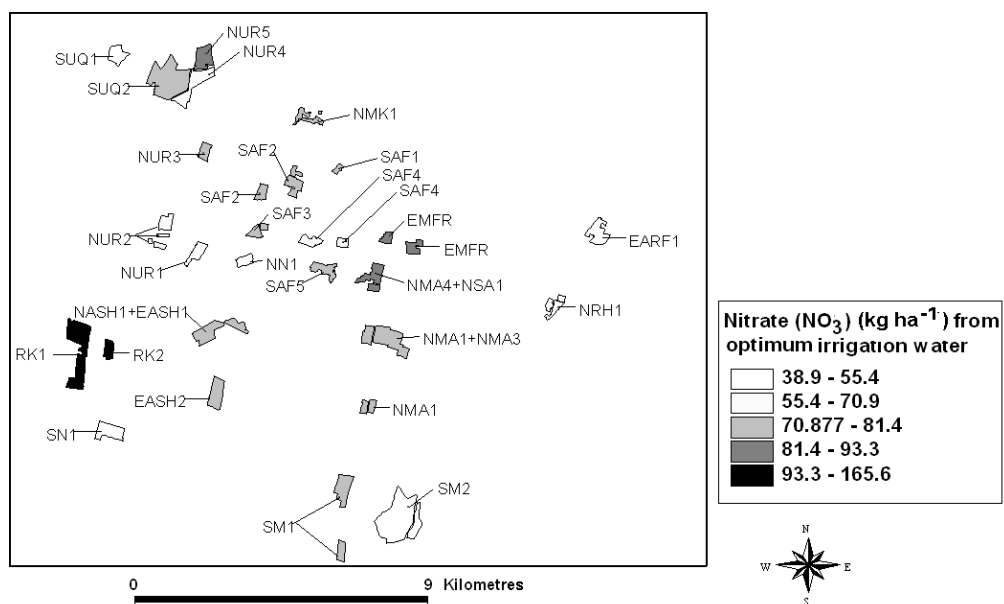 NUR5
NUR4
SUQ1
SUQ2
NMK1
NUR3
SAF2
SAF1
SAF4
SAF4
SAF2
SAF3
EMFR
NUR2
EARF1
EMFR
NUR1
NN1
SAF5
NMA4+NSA1
NASH1+EASH1
NRH1
NMA1+NMA3
RK1
RK2
EASH2
NMA1
SN1
SM2
SM1
Nitrate (NO3) (kg ha-1) from
optimum irrigation water
38.9 - 55.4
55.4 - 70.9
70.877 - 81.4
81.4 - 93.3
93.3 - 165.6
N
W E
S
0 9 Kilometres